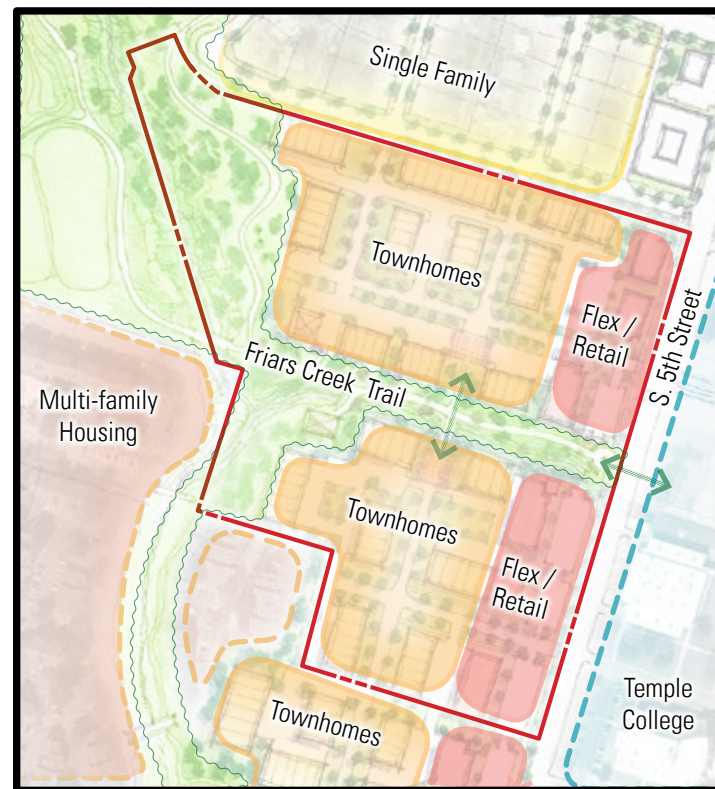 Single Family
Townhomes
Flex /
Retail
S. 5th Street
Friars Creek Trail
Multi-family
Housing
Townhomes
Flex /
Retail
Temple
College
Townhomes